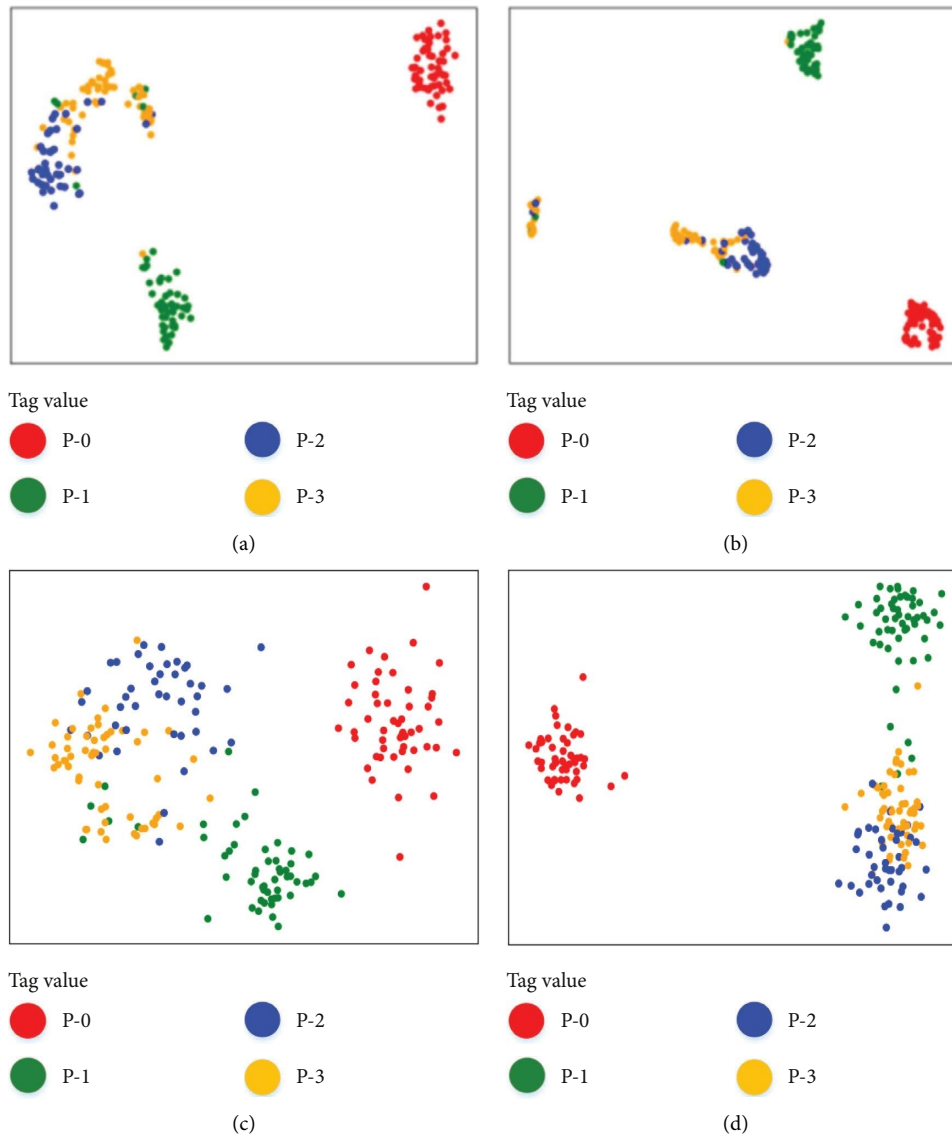 Tag value
P-0 P-2
P-1 P-3
(a)
Tag value
P-0 P-2
P-1 P-3
(b)
Tag value
P-0 P-2
P-1 P-3
(c)
Tag value
P-0 P-2
P-1 P-3
(d)